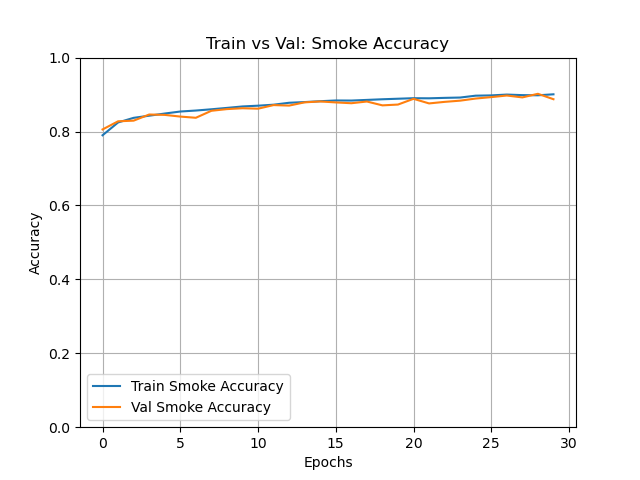 Train vs Val: Smoke Accuracy
1.0
0.8
0.6
0.4
0.2
0.0
Accuracy
Train Smoke Accuracy
Val Smoke Accuracy
0 5 10 15 20 25 30
Epochs